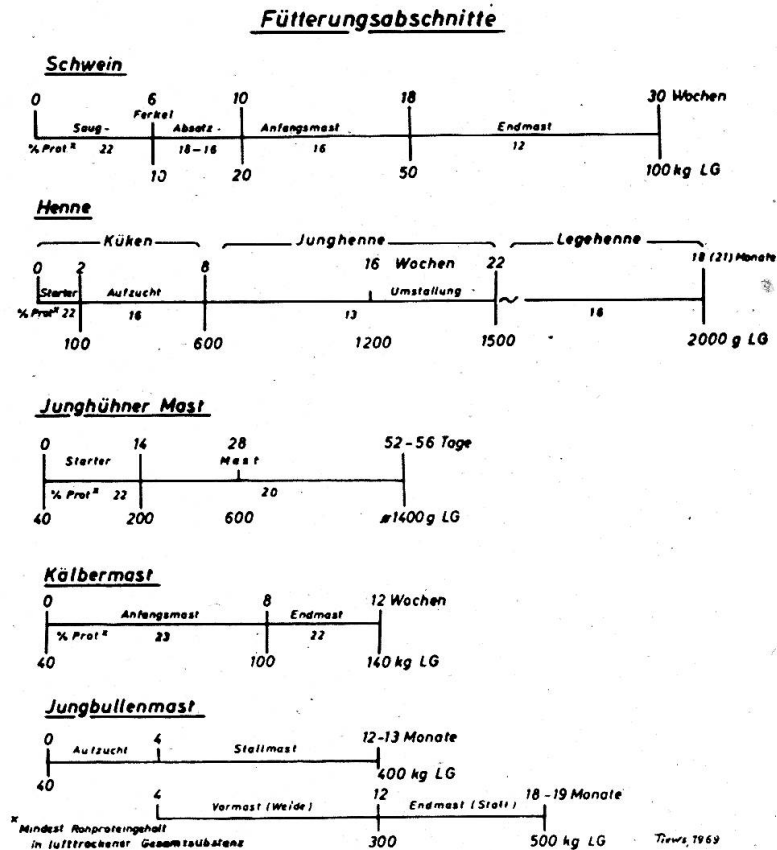 Fütterungsabschnitte
Schwein
0 6 10 18 30 Wochen
Ferkel
Saug- Absatz- Anfangsmast Endmast
% Prot x 22 18-16 16 12
10 20 50 100 kg LG
Henne
Küken Junghenne Legehenne
0 2 8 16 Wochen 22 18 (21) Monate
Starter Aufzucht Umstallung
% Prot x 22 16 13 16
100 600 1200 1500 ~ 2000 g LG
Junghühner Mast
0 14 28 52-56 Tage
Starter Mast
% Prot x 22 20
40 200 600 1400 g LG
Kälbermast
0 8 12 Wochen
Anfangsmast Endmast
% Prot x 23 22
40 100 140 kg LG
Jungbullenmast
0 4 12-13 Monate
Aufzucht Stallmast
40 400 kg LG
4 12 18-19 Monate
Vormast (Weide) Endmast (Stall)
300 500 kg LG
x Mindest Rohproteingehalt
in lufttrockener Gesamtsubstanz
Tiews, 1969